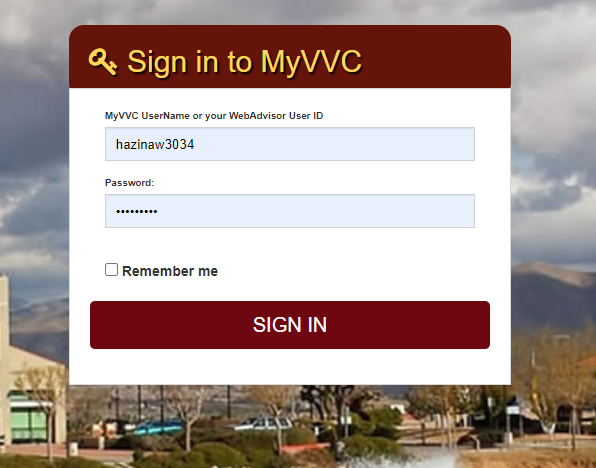 Sign in to MyVVC
MyVVC UserName or your WebAdvisor User ID
hazinaw3034
Password:
•••••••••
Remember me
SIGN IN